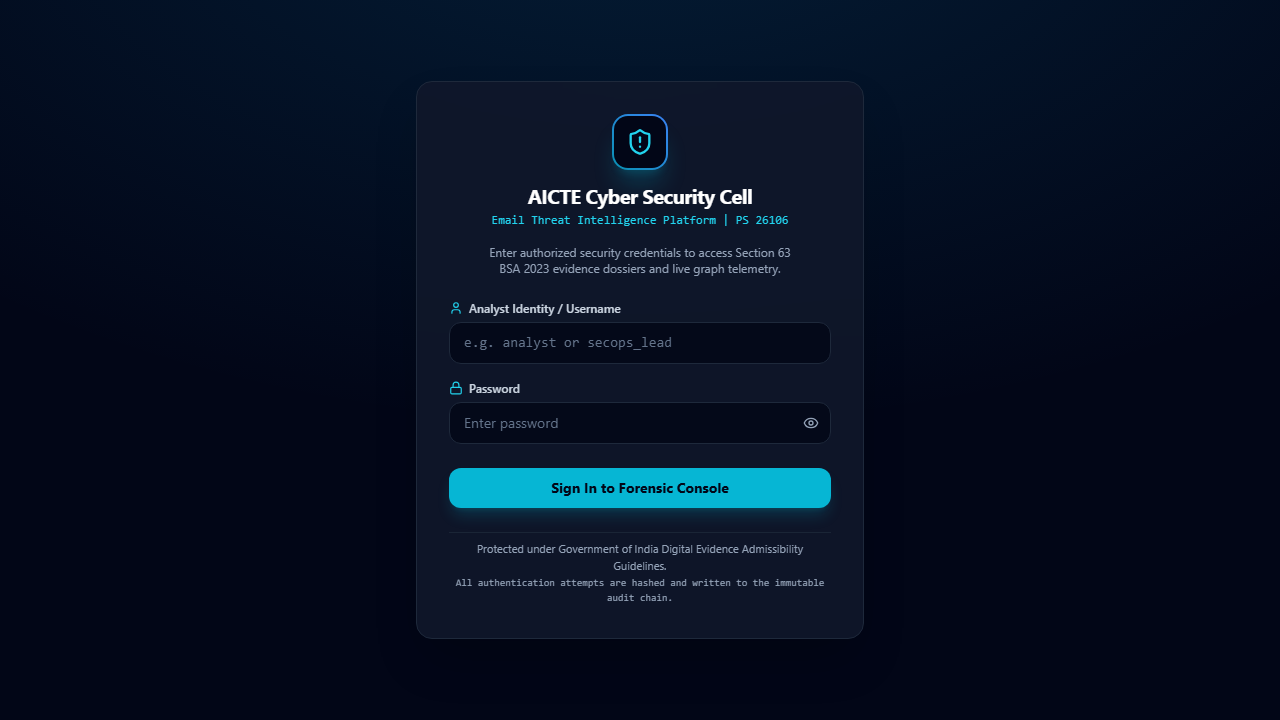 AICTE Cyber Security Cell
Email Threat Intelligence Platform | PS 26106
Enter authorized security credentials to access Section 63
BSA 2023 evidence dossiers and live graph telemetry.
Analyst Identity / Username
e.g. analyst or secops_lead
Password
Enter password
Sign In to Forensic Console
Protected under Government of India Digital Evidence Admissibility
Guidelines.
All authentication attempts are hashed and written to the immutable
audit chain.